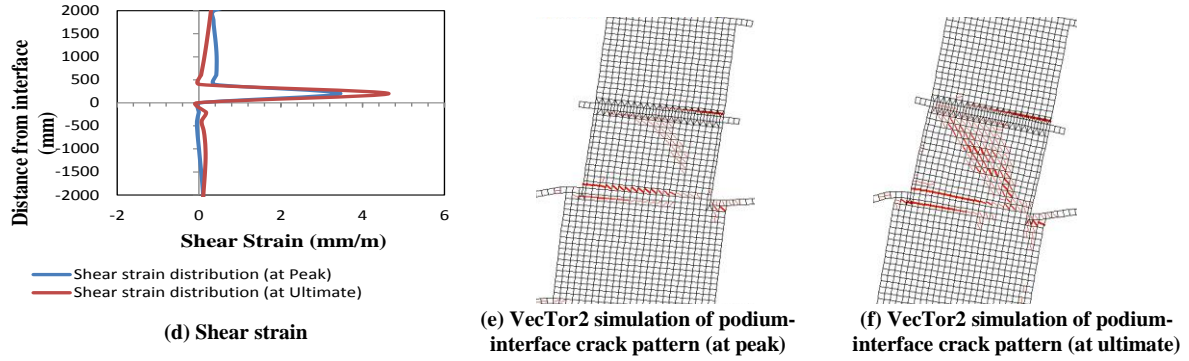 2000
1500
1000
500
0
-500
-1000
-1500
-2000
Distance from interface
(mm)
-2 0 2 4 6
Shear Strain (mm/m)
Shear strain distribution (at Peak)
Shear strain distribution (at Ultimate)
(d) Shear strain
(e) VecTor2 simulation of podium-
interface crack pattern (at peak)
(f) VecTor2 simulation of podium-
interface crack pattern (at ultimate)